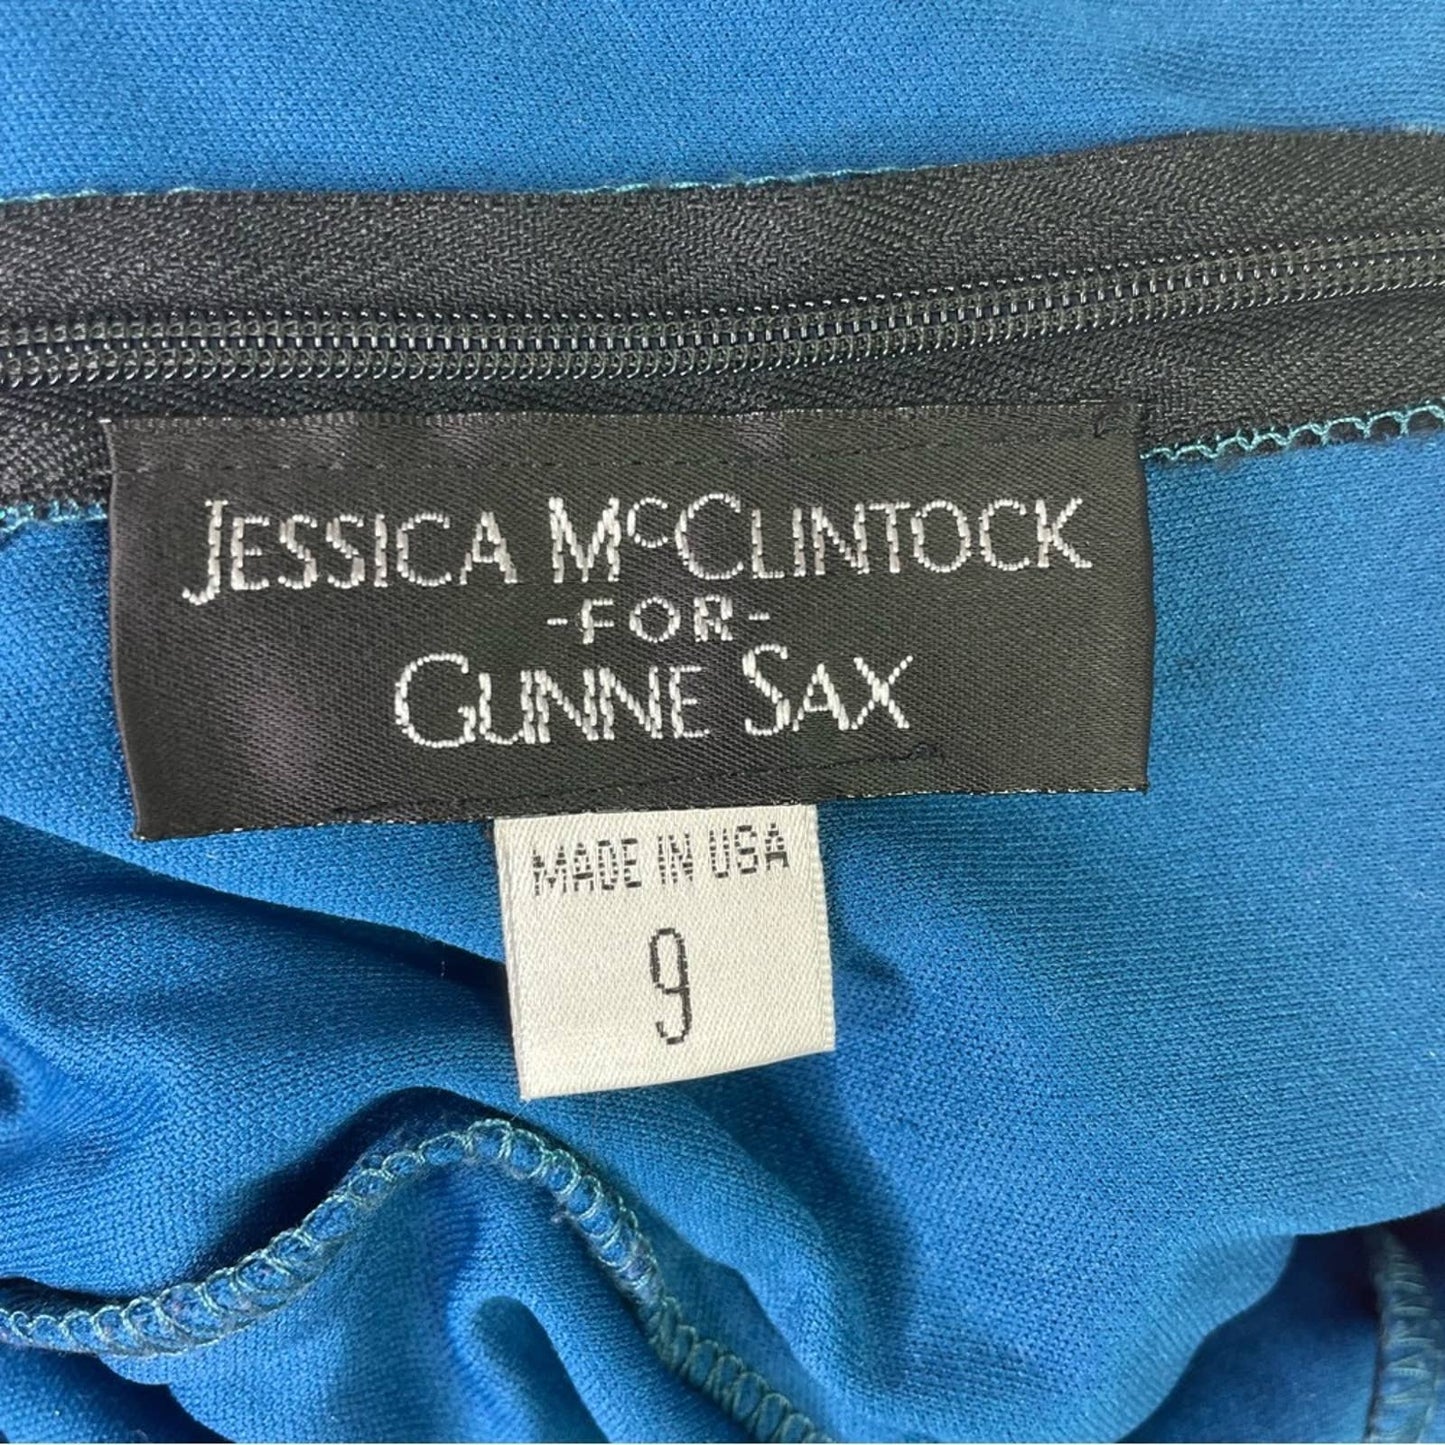 JESSICA McCLINTOCK
-FOR-
GUNNE SAX
MADE IN USA
9